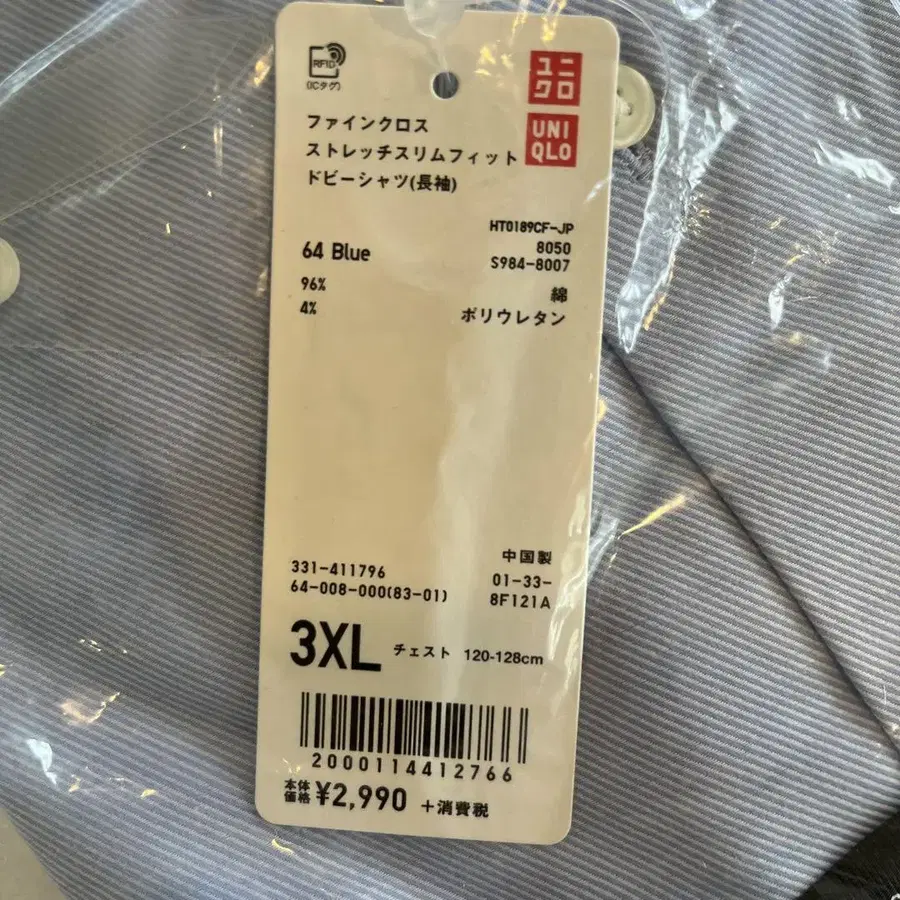 RFID
(ICタグ)
ユニ
クロ
UNI
QLO
ファインクロス
ストレッチスリムフィット
ドビーシャツ(長袖)
HT0189CF-JP
64 Blue
8050
S984-8007
96%
綿
4%
ポリウレタン
中国製
331-411796
01-33-
64-008-000(83-01)
8F121A
3XL チェスト 120-128cm
2000114412766
本体
価格 ¥2,990 +消費税